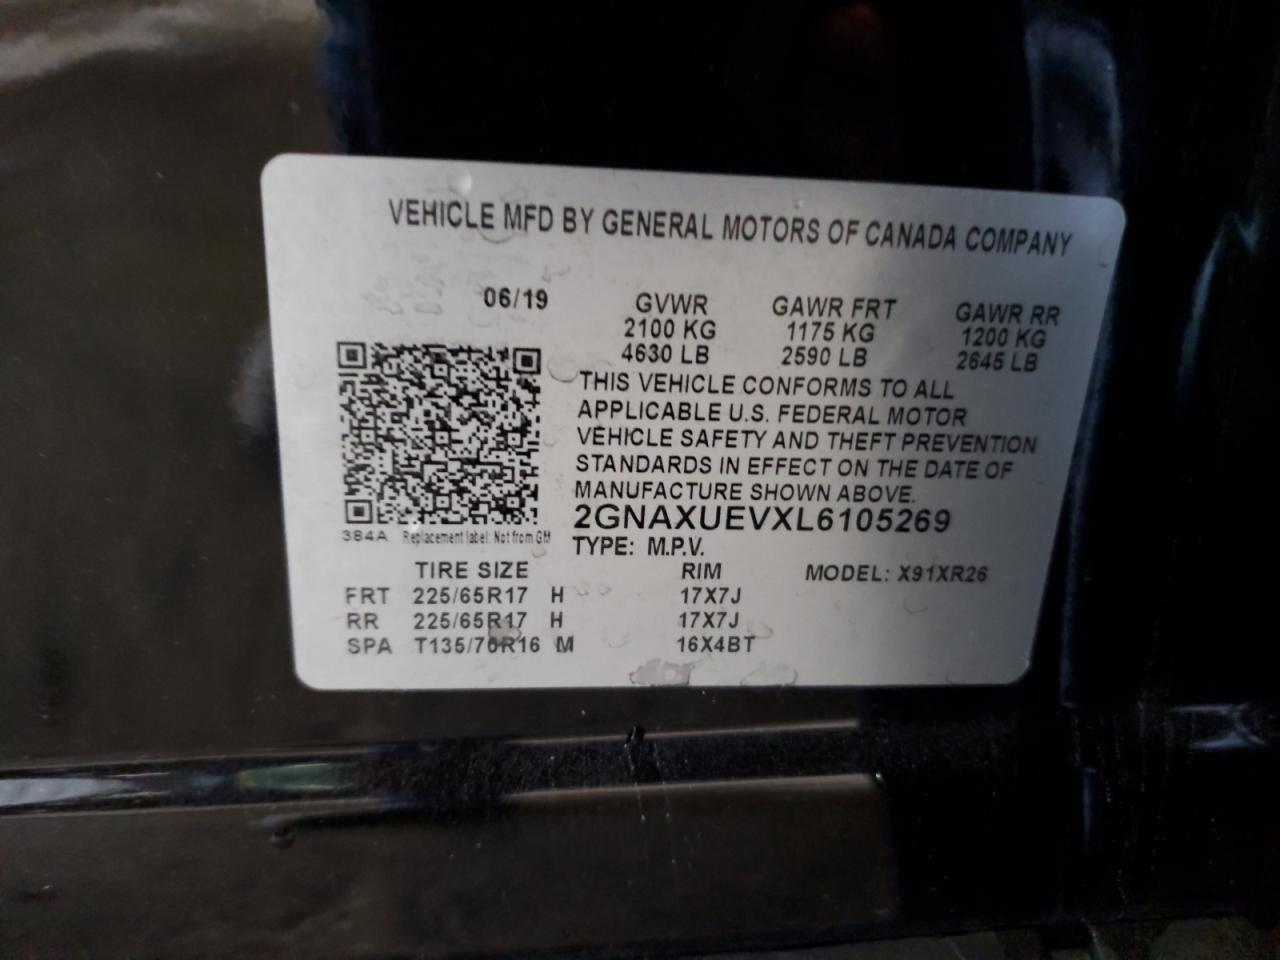 VEHICLE MFD BY GENERAL MOTORS OF CANADA COMPANY
06/19 GVWR GAWR FRT GAWR RR
2100 KG 1175 KG 1200 KG
4630 LB 2590 LB 2645 LB
THIS VEHICLE CONFORMS TO ALL
APPLICABLE U.S. FEDERAL MOTOR
VEHICLE SAFETY AND THEFT PREVENTION
STANDARDS IN EFFECT ON THE DATE OF
MANUFACTURE SHOWN ABOVE.
2GNAXUEVXL6105269
384A Replacement label: Not from GM
TYPE: M.P.V.
TIRE SIZE RIM MODEL: X91XR26
FRT 225/65R17 H 17X7J
RR 225/65R17 H 17X7J
SPA T135/70R16 M 16X4BT